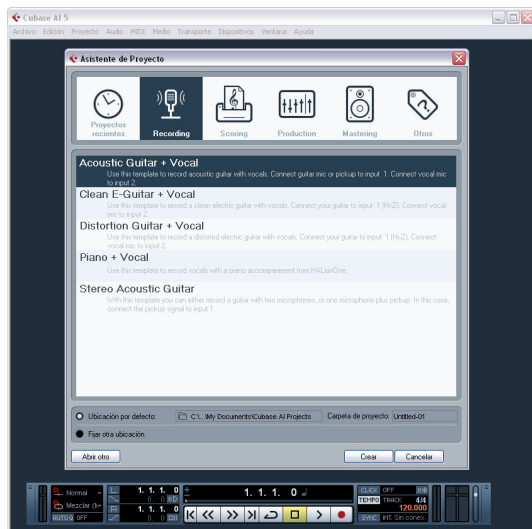 Cubase AI 5
Archivo Edición Proyecto Audio MIDI Medio Transporte Dispositivos Ventana Ayuda
Asistente de Proyecto
Proyectos recientes
Recording
Scoring
Production
Mastering
Otros
Acoustic Guitar + Vocal
Use this template to record acoustic guitar with vocals. Connect guitar mic or pickup to input 1. Connect vocal mic
to input 2.
Clean E-Guitar + Vocal
Use this template to record a clean electric guitar with vocals. Connect your guitar to input 1 (Hi-Z). Connect vocal
mic to input 2.
Distortion Guitar + Vocal
Use this template to record a distorted electric guitar with vocals. Connect your guitar to input 1 (Hi-Z). Connect
vocal mic to input 2.
Piano + Vocal
Use this template to record vocals with a piano accompaniment from HALionOne.
Stereo Acoustic Guitar
With this template you can either record a guitar with two microphones, or one microphone plus pickup. In this case,
connect the pickup signal to input 1.
Ubicación por defecto: C:\...\My Documents\Cubase AI Projects Carpeta de proyecto: Untitled-01
Fijar otra ubicación
Abrir otro Crear Cancelar
Normal L 1. 1. 1. 0 1. 1. 1. 0 CLICK OFF
Mezclar R 1. 1. 1. 0 TEMPO TRACK 4/4
120.000
AUTO Q OFF SYNC INT. Sin conex.